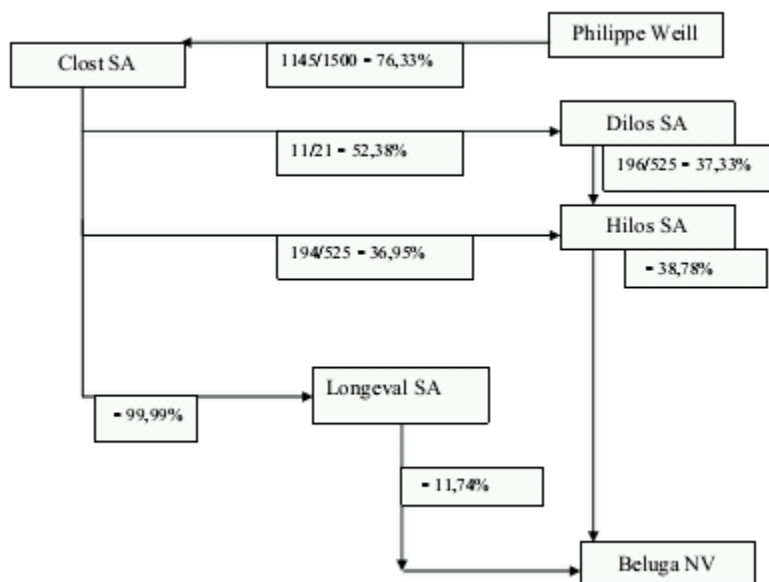 Philippe Weill
Clost SA
1145/1500 = 76,33%
Dilos SA
11/21 = 52,38%
196/525 = 37,33%
Hilos SA
194/525 = 36,95%
= 38,78%
Longeval SA
= 99,99%
= 11,74%
Beluga NV